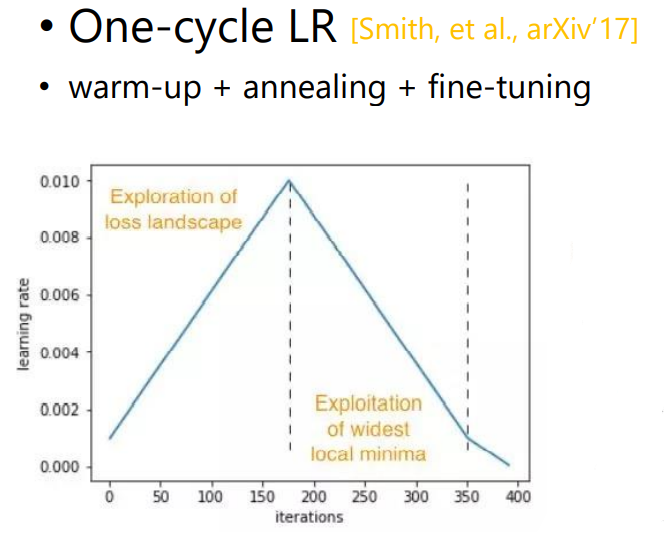 • One-cycle LR [Smith, et al., arXiv'17]
• warm-up + annealing + fine-tuning
0.010
0.008
0.006
0.004
0.002
0.000
learning rate
Exploration of
loss landscape
Exploitation
of widest
local minima
0 50 100 150 200 250 300 350 400
iterations